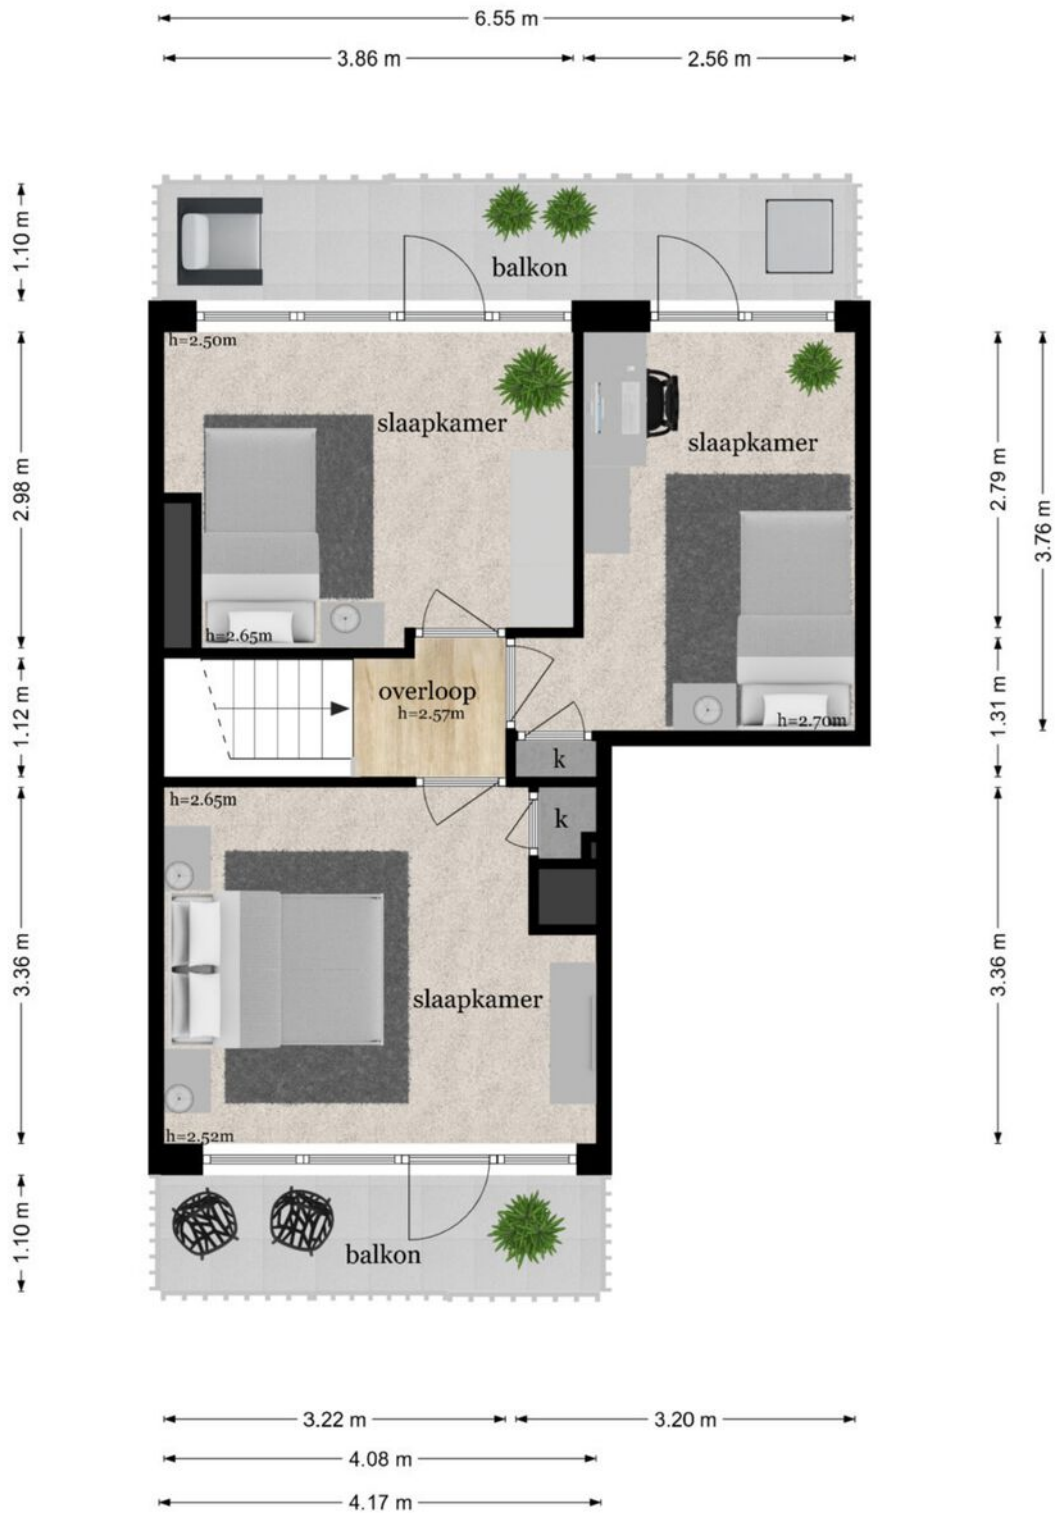 6.55 m
3.86 m
2.56 m
1.10 m
balkon
h=2.50m
slaapkamer
slaapkamer
2.98 m
2.79 m
3.76 m
h=2.65m
overloop
h=2.57m
1.12 m
h=2.70m
1.31 m
k
h=2.65m
k
3.36 m
slaapkamer
3.36 m
h=2.52m
1.10 m
balkon
3.22 m
3.20 m
4.08 m
4.17 m